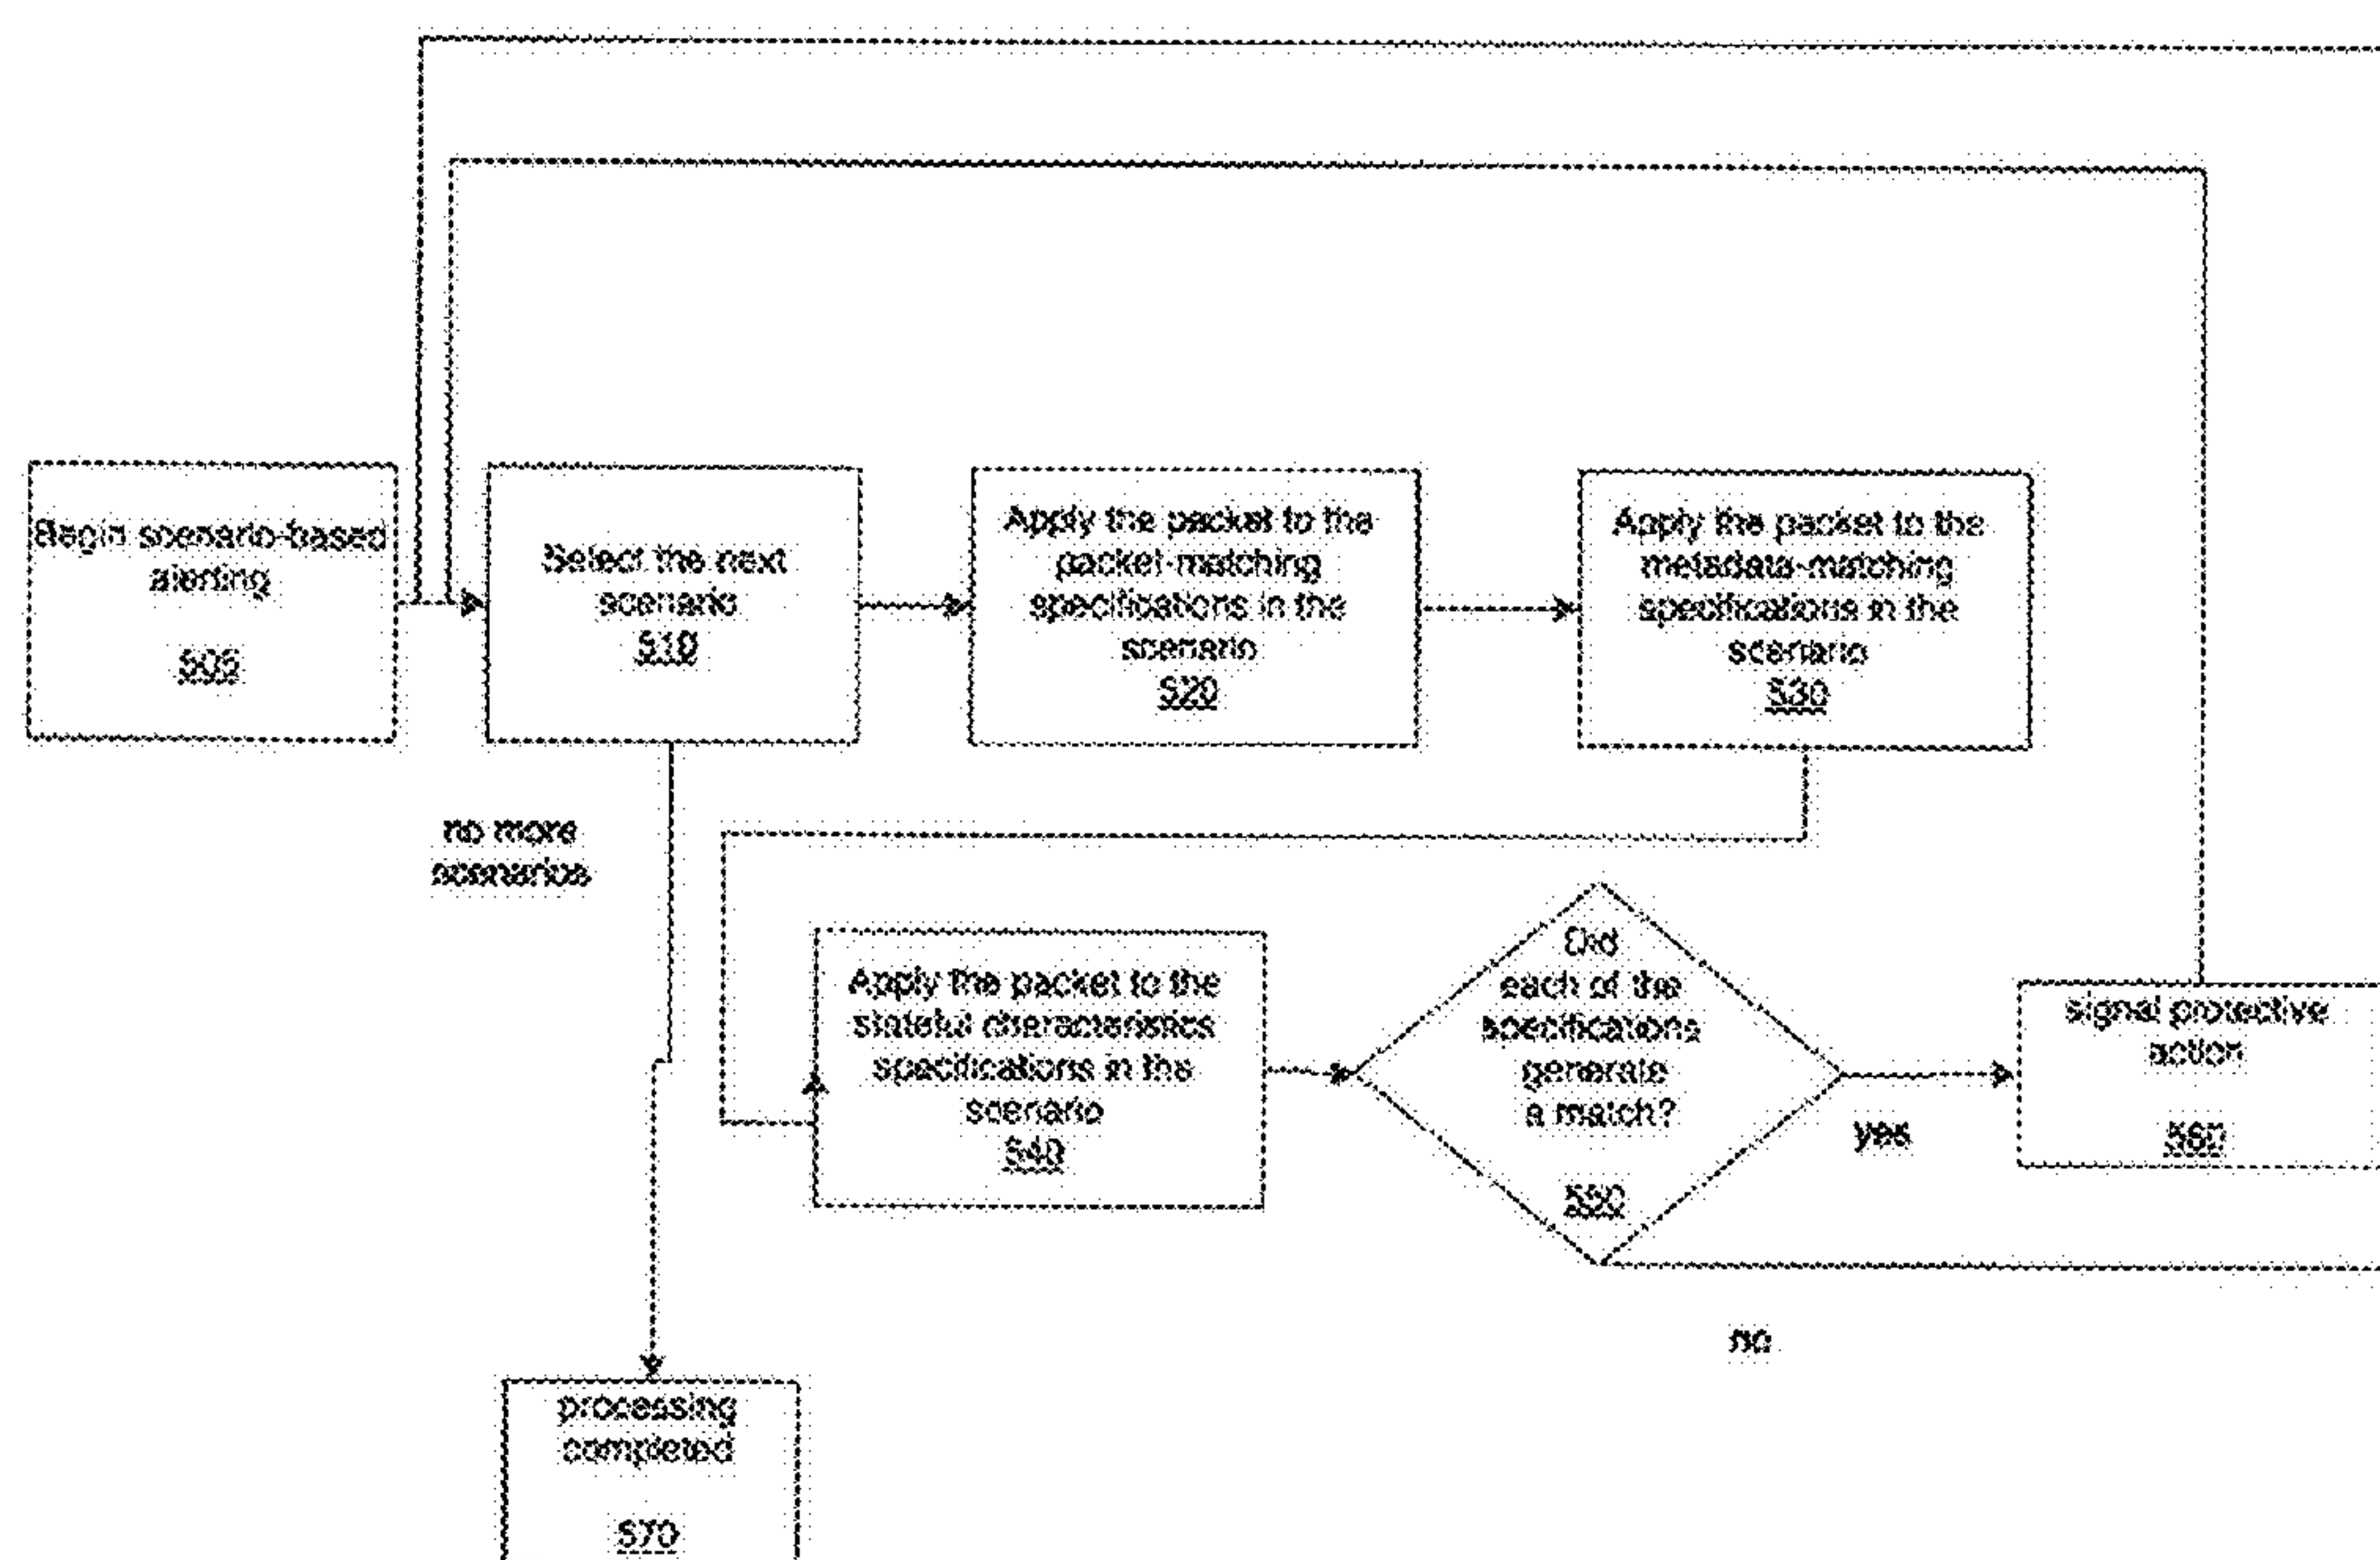 Begin scenario-based
alerting
505
Select the next
scenario
510
Apply the packet to the
packet-matching
specifications in the
scenario
520
Apply the packet to the
metadata-matching
specifications in the
scenario
530
no more
scenarios
Apply the packet to the
stateful characteristics
specifications in the
scenario
540
Did
each of the
specifications
generate
a match?
550
yes
signal protective
action
560
no
processing
completed
570